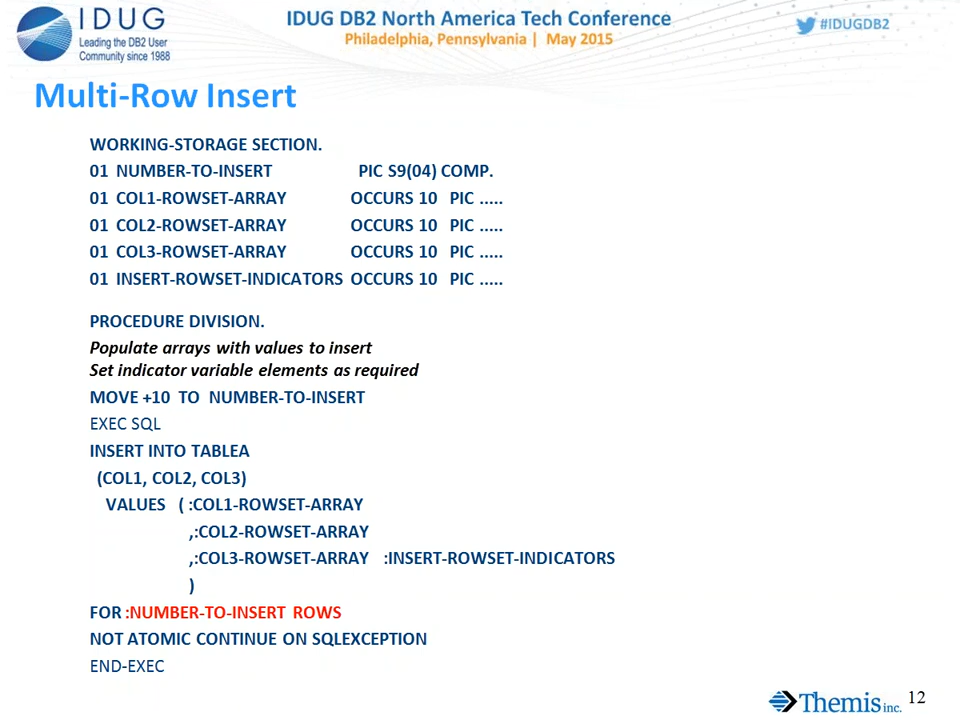 IDUG
Leading the DB2 User
Community since 1988
IDUG DB2 North America Tech Conference
Philadelphia, Pennsylvania | May 2015
#IDUGDB2
Multi-Row Insert
WORKING-STORAGE SECTION.
01 NUMBER-TO-INSERT PIC S9(04) COMP.
01 COL1-ROWSET-ARRAY OCCURS 10 PIC .....
01 COL2-ROWSET-ARRAY OCCURS 10 PIC .....
01 COL3-ROWSET-ARRAY OCCURS 10 PIC .....
01 INSERT-ROWSET-INDICATORS OCCURS 10 PIC .....
PROCEDURE DIVISION.
Populate arrays with values to insert
Set indicator variable elements as required
MOVE +10 TO NUMBER-TO-INSERT
EXEC SQL
INSERT INTO TABLEA
(COL1, COL2, COL3)
VALUES ( :COL1-ROWSET-ARRAY
,:COL2-ROWSET-ARRAY
,:COL3-ROWSET-ARRAY :INSERT-ROWSET-INDICATORS
)
FOR :NUMBER-TO-INSERT ROWS
NOT ATOMIC CONTINUE ON SQLEXCEPTION
END-EXEC
Themis inc.
12